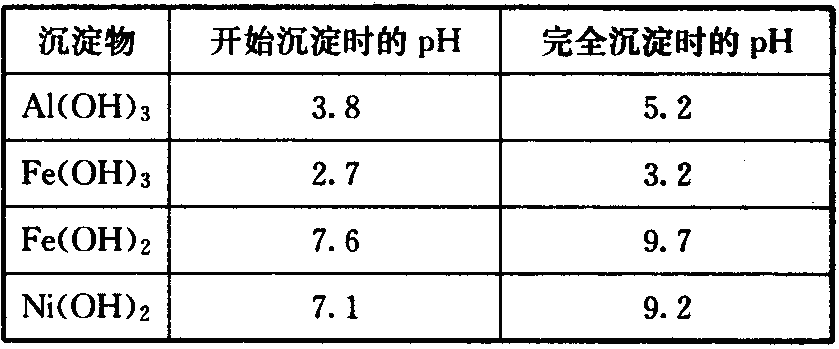 沉淀物 开始沉淀时的 pH 完全沉淀时的 pH
Al(OH)₃ 3.8 5.2
Fe(OH)₃ 2.7 3.2
Fe(OH)₂ 7.6 9.7
Ni(OH)₂ 7.1 9.2